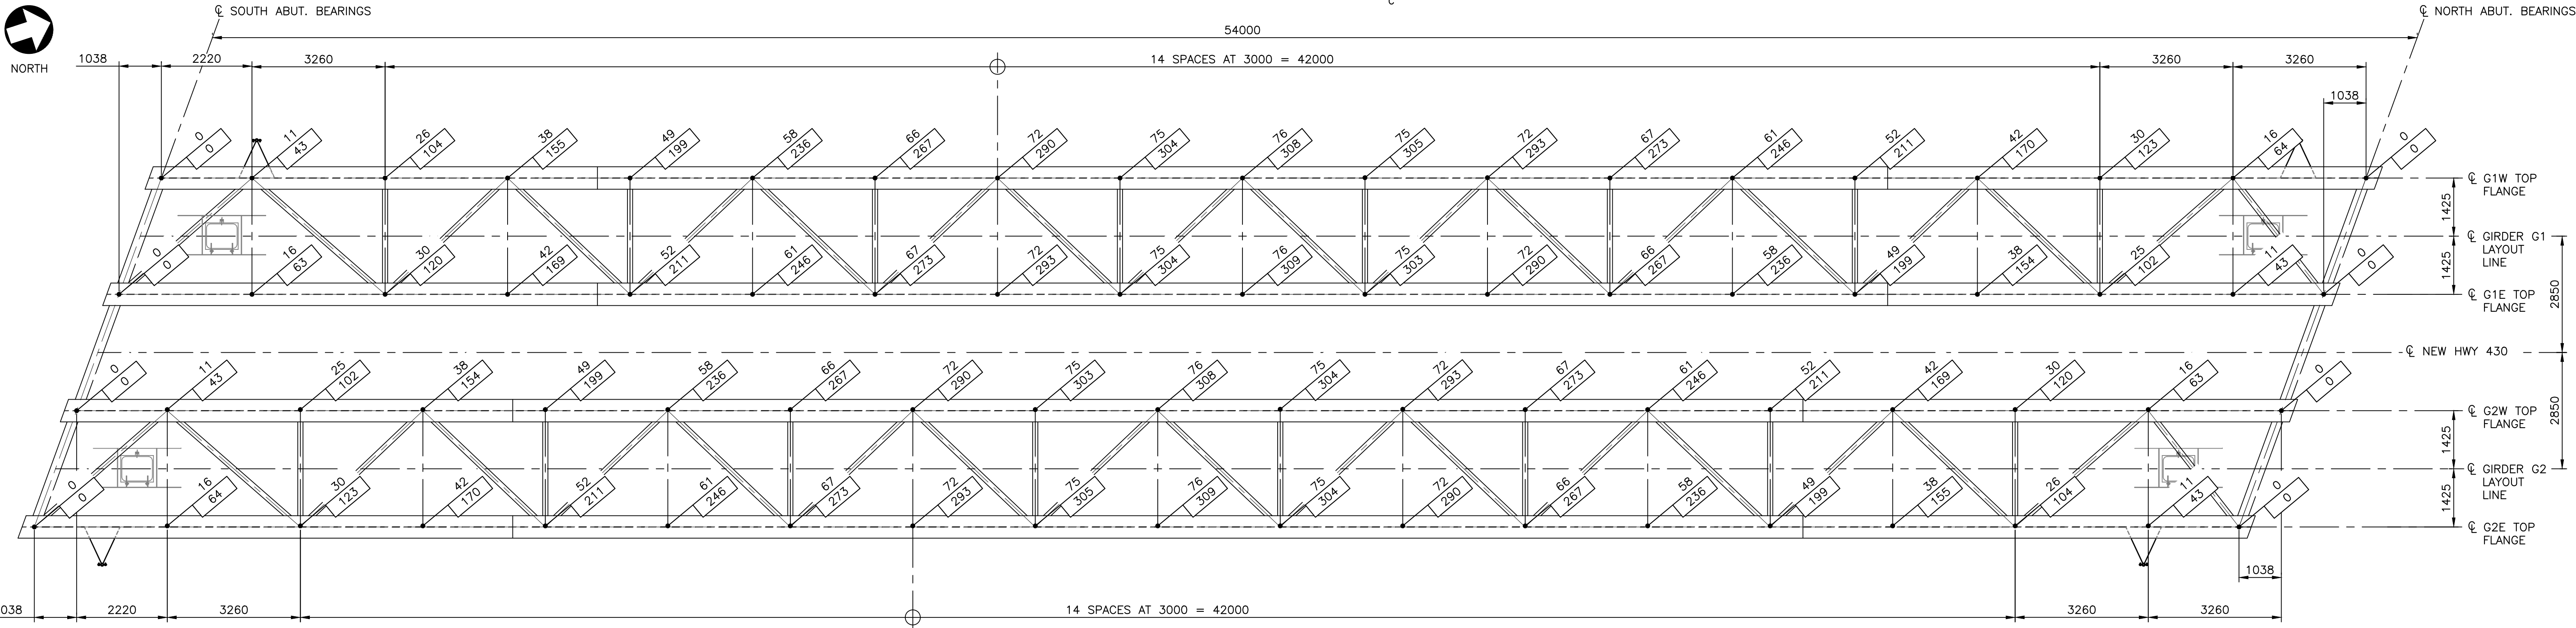 C
℄ SOUTH ABUT. BEARINGS
℄ NORTH ABUT. BEARINGS
54000
NORTH
1038 2220 3260 14 SPACES AT 3000 = 42000 3260 3260
1038
0 11 26 38 49 58 66 72 75 76 75 72 67 61 52 42 30 16 0
0 43 104 155 199 236 267 290 304 308 305 293 273 246 211 170 123 64 0
℄ G1W TOP
FLANGE
1425
℄ GIRDER G1
LAYOUT
LINE
0 16 30 42 52 61 67 72 75 76 75 72 66 58 49 38 25 11 0
0 63 120 169 211 246 273 293 304 309 303 290 267 236 199 154 102 43 0
1425
℄ G1E TOP
FLANGE
2850
℄ NEW HWY 430
0 11 25 38 49 58 66 72 75 76 75 72 67 61 52 42 30 16 0
0 43 102 154 199 236 267 290 303 308 304 293 273 246 211 169 120 63 0
2850
℄ G2W TOP
FLANGE
1425
℄ GIRDER G2
LAYOUT
LINE
0 16 30 42 52 61 67 72 75 76 75 72 66 58 49 38 26 11 0
0 64 123 170 211 246 273 293 305 309 304 290 267 236 199 155 104 43 0
1425
℄ G2E TOP
FLANGE
1038
038 2220 3260 14 SPACES AT 3000 = 42000 3260 3260